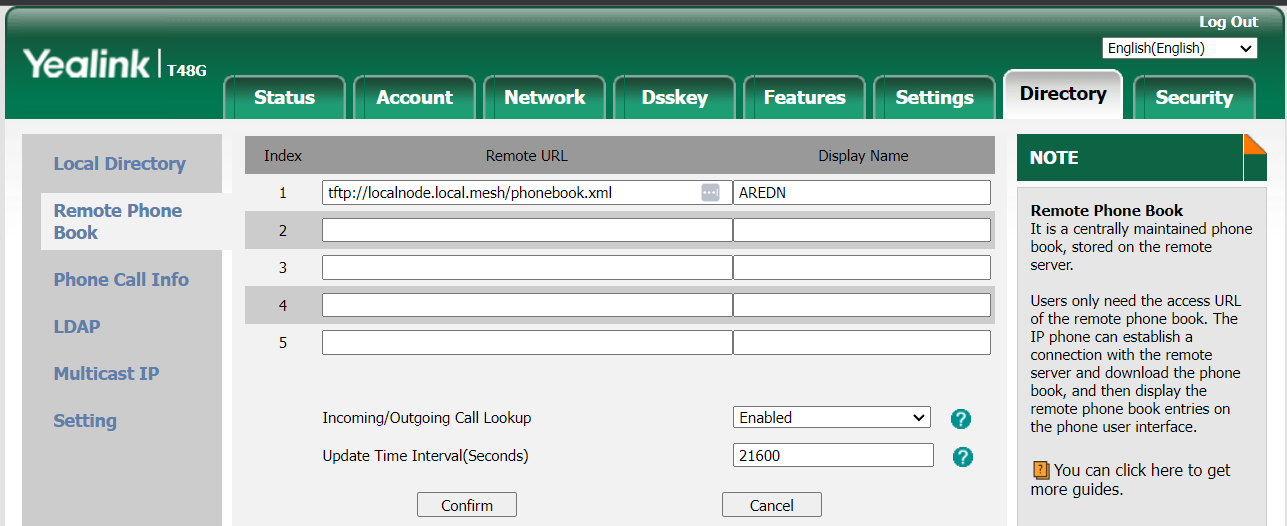 Log Out
English(English)
Yealink T48G
Status Account Network Dsskey Features Settings Directory Security
Local Directory
Remote Phone
Book
Phone Call Info
LDAP
Multicast IP
Setting
Index Remote URL Display Name
1 tftp://localnode.local.mesh/phonebook.xml AREDN
2
3
4
5
Incoming/Outgoing Call Lookup Enabled ?
Update Time Interval(Seconds) 21600 ?
Confirm Cancel
NOTE
Remote Phone Book
It is a centrally maintained phone
book, stored on the remote
server.
Users only need the access URL
of the remote phone book. The
IP phone can establish a
connection with the remote
server and download the phone
book, and then display the
remote phone book entries on
the phone user interface.
? You can click here to get
more guides.